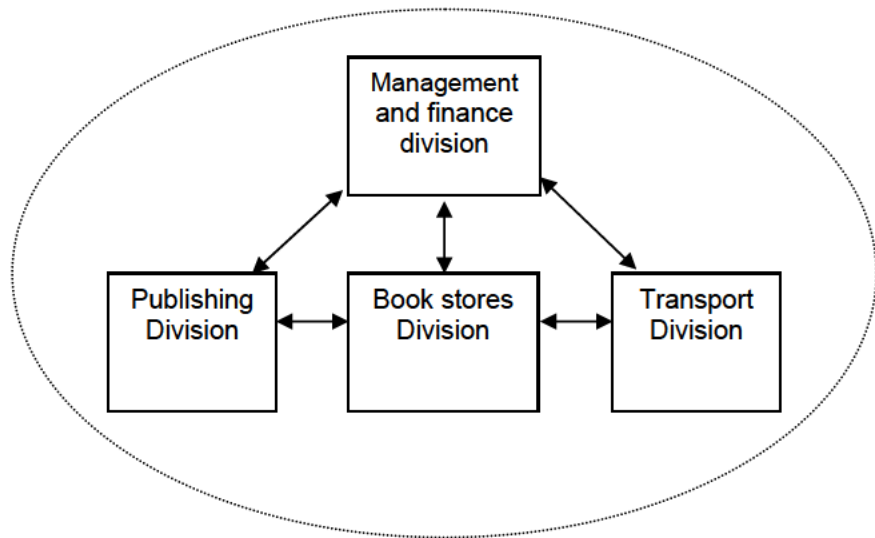 Management
and finance
division
Publishing
Division
Book stores
Division
Transport
Division